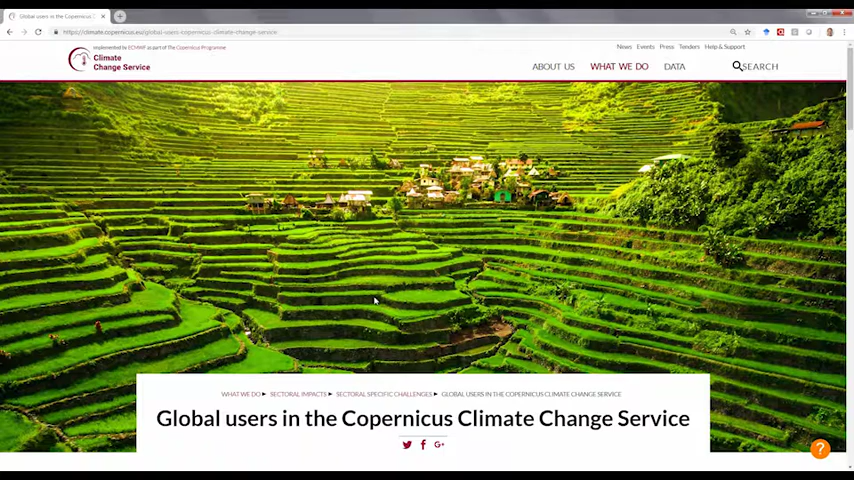 Global users in the Copernicus C
https://climate.copernicus.eu/global-users-copernicus-climate-change-service
Implemented by ECMWF as part of The Copernicus Programme
News Events Press Tenders Help & Support
Climate
Change Service
ABOUT US WHAT WE DO DATA SEARCH
WHAT WE DO ▶ SECTORAL IMPACTS ▶ SECTORAL SPECIFIC CHALLENGES ▶ GLOBAL USERS IN THE COPERNICUS CLIMATE CHANGE SERVICE
Global users in the Copernicus Climate Change Service
G+
?